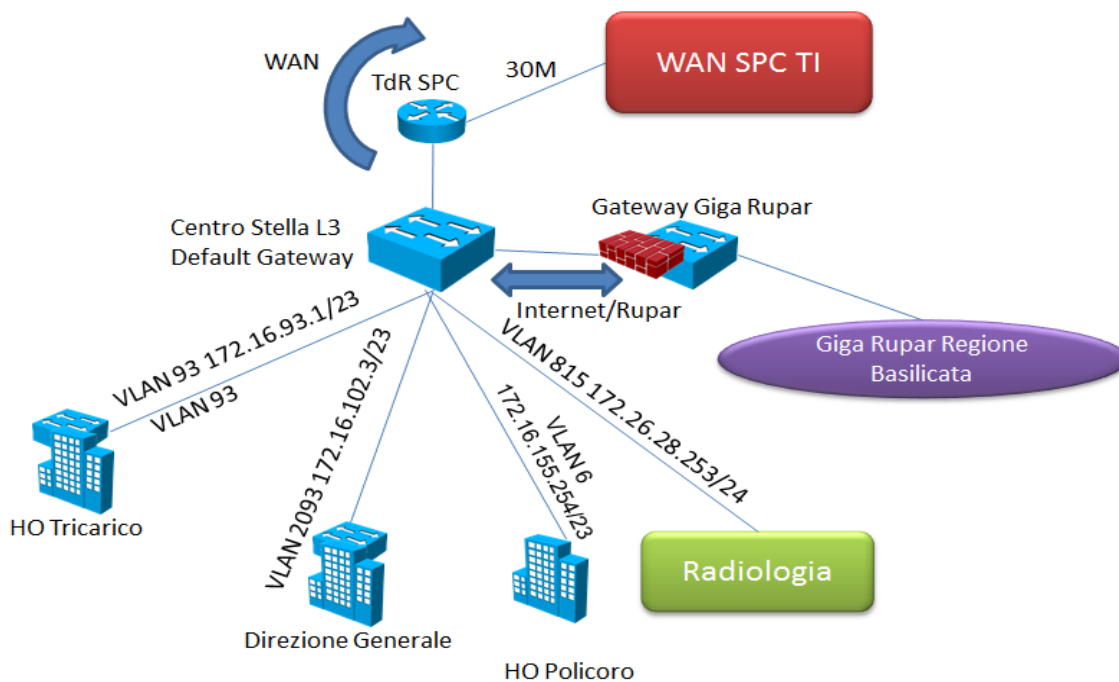 WAN
TdR SPC
30M
WAN SPC TI
Centro Stella L3
Default Gateway
Gateway Giga Rupar
Internet/Rupar
Giga Rupar Regione
Basilicata
VLAN 93 172.16.93.1/23
VLAN 93
VLAN 2093 172.16.102.3/23
VLAN 6
172.16.155.254/23
VLAN 815 172.26.28.253/24
HO Tricarico
Direzione Generale
HO Policoro
Radiologia